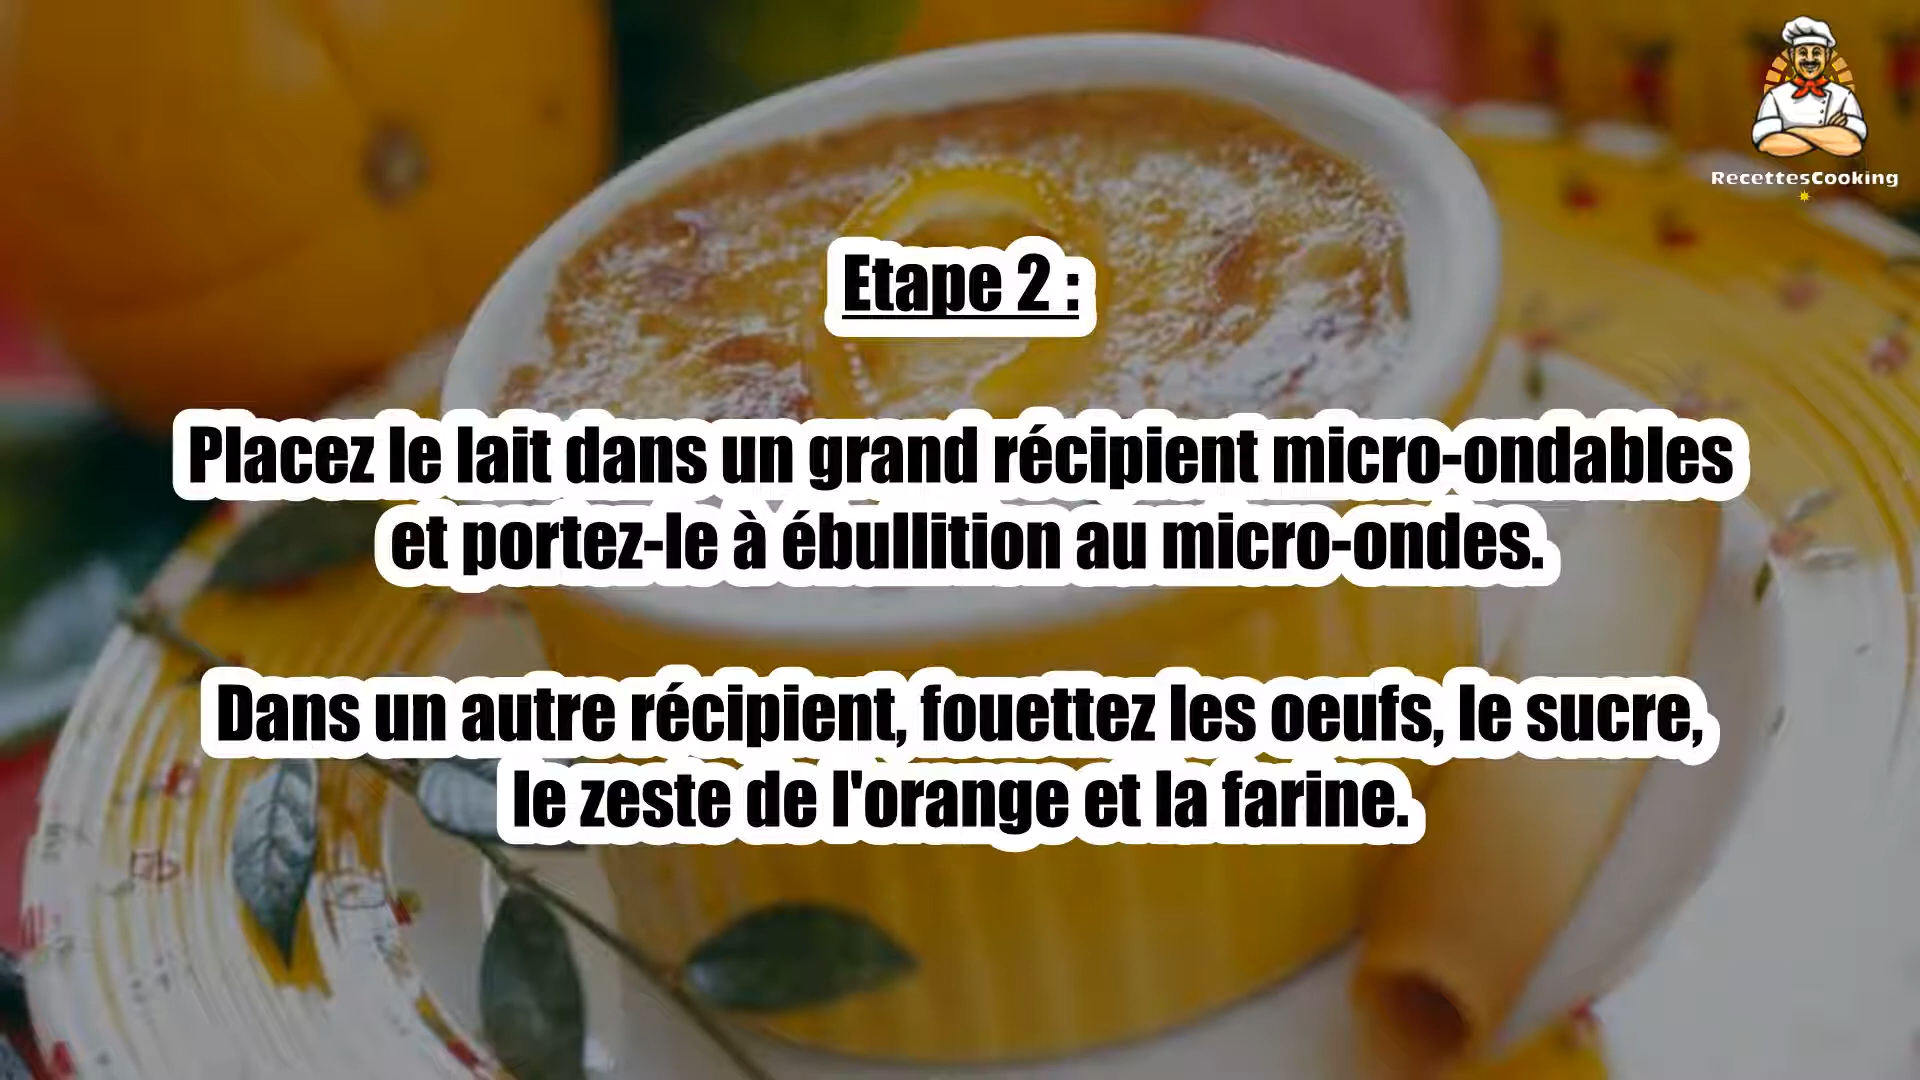 RecettesCooking
Etape 2 :
Placez le lait dans un grand récipient micro-ondables
et portez-le à ébullition au micro-ondes.
Dans un autre récipient, fouettez les oeufs, le sucre,
le zeste de l'orange et la farine.